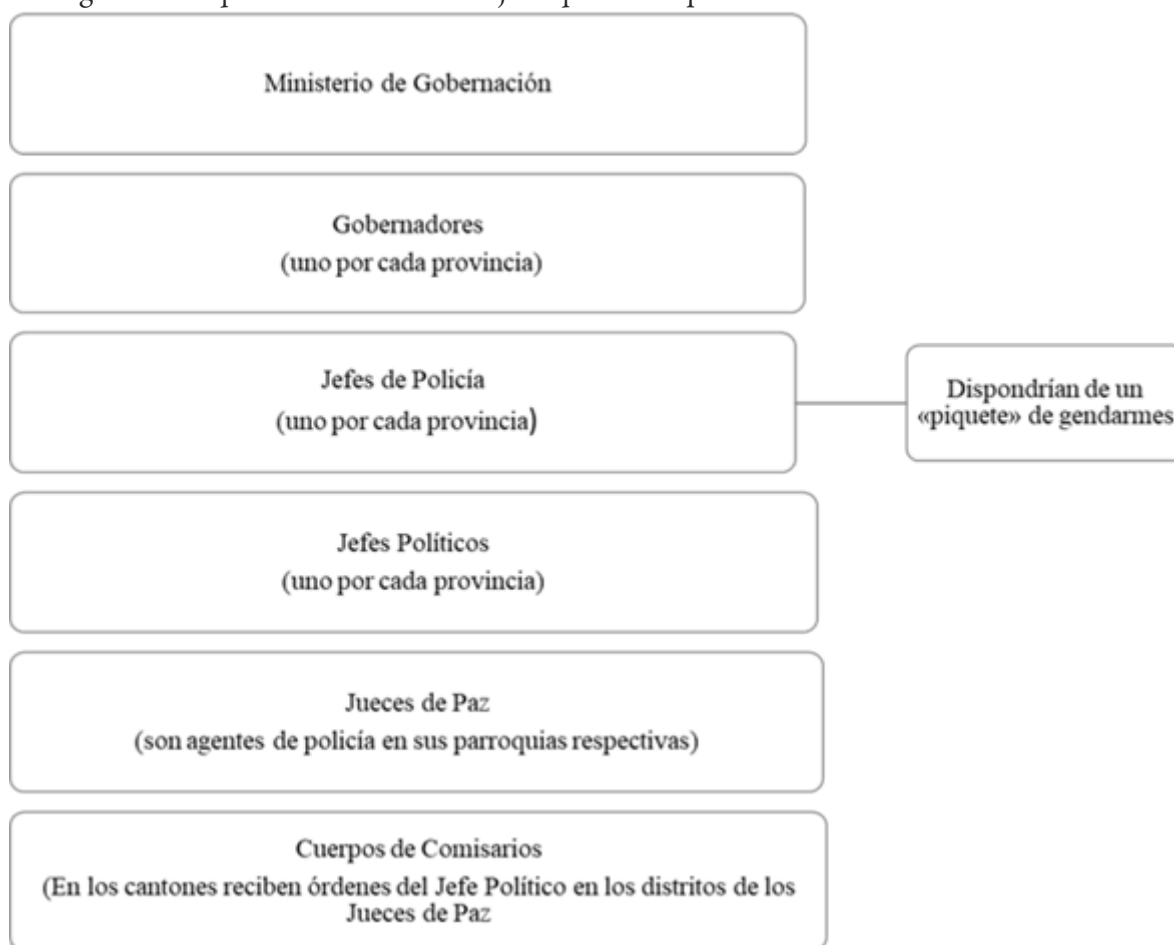 Ministerio de Gobernación
Gobernadores
(uno por cada provincia)
Jefes de Policía
(uno por cada provincia)
Dispondrían de un
«piquete» de gendarmes
Jefes Políticos
(uno por cada provincia)
Jueces de Paz
(son agentes de policía en sus parroquias respectivas)
Cuerpos de Comisarios
(En los cantones reciben órdenes del Jefe Político en los distritos de los
Jueces de Paz